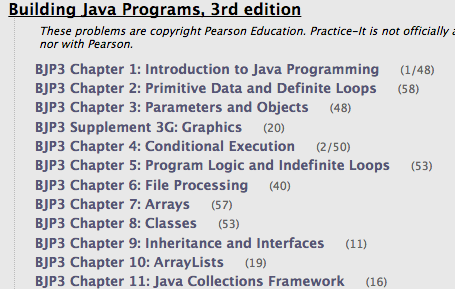 Building Java Programs, 3rd edition
These problems are copyright Pearson Education. Practice-It is not officially a
nor with Pearson.
BJP3 Chapter 1: Introduction to Java Programming (1/48)
BJP3 Chapter 2: Primitive Data and Definite Loops (58)
BJP3 Chapter 3: Parameters and Objects (48)
BJP3 Supplement 3G: Graphics (20)
BJP3 Chapter 4: Conditional Execution (2/50)
BJP3 Chapter 5: Program Logic and Indefinite Loops (53)
BJP3 Chapter 6: File Processing (40)
BJP3 Chapter 7: Arrays (57)
BJP3 Chapter 8: Classes (53)
BJP3 Chapter 9: Inheritance and Interfaces (11)
BJP3 Chapter 10: ArrayLists (19)
BJP3 Chapter 11: Java Collections Framework (16)